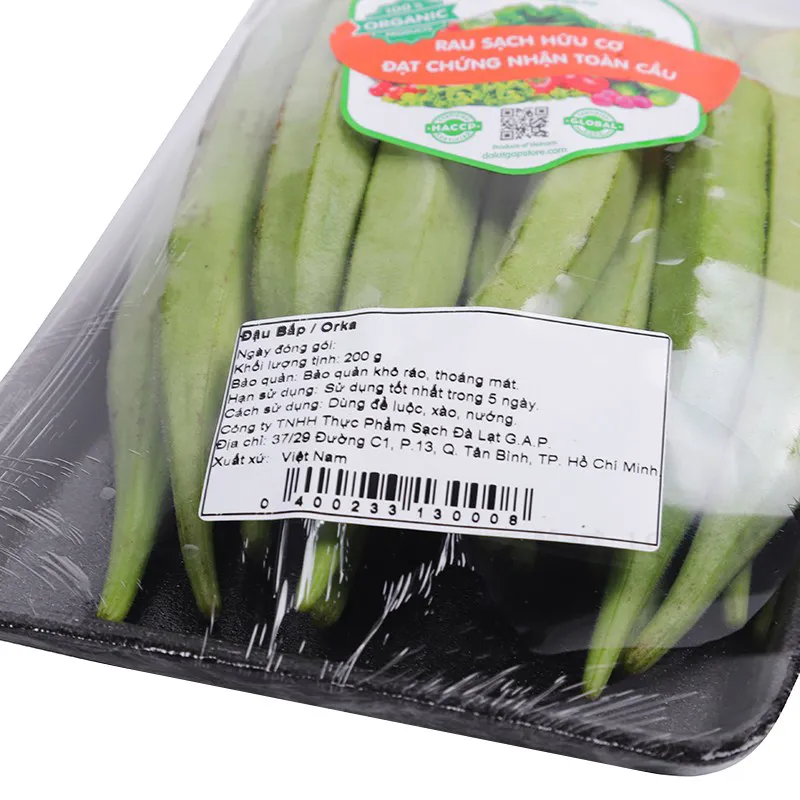 100%
ORGANIC
RAU SẠCH HỮU CƠ
ĐẠT CHỨNG NHẬN TOÀN CẦU
HACCP
GLOBAL
Product of Vietnam
dalatgapstore.com
Đậu Bắp / Orka
Ngày đóng gói:
Khối lượng tịnh: 200 g
Bảo quản: Bảo quản khô ráo, thoáng mát.
Hạn sử dụng: Sử dụng tốt nhất trong 5 ngày.
Cách sử dụng: Dùng để luộc, xào, nướng.
Công ty TNHH Thực Phẩm Sạch Đà Lạt G.A.P.
Địa chỉ: 37/29 Đường C1, P.13, Q. Tân Bình, TP. Hồ Chí Minh.
Xuất xứ: Việt Nam
0 400233 130008